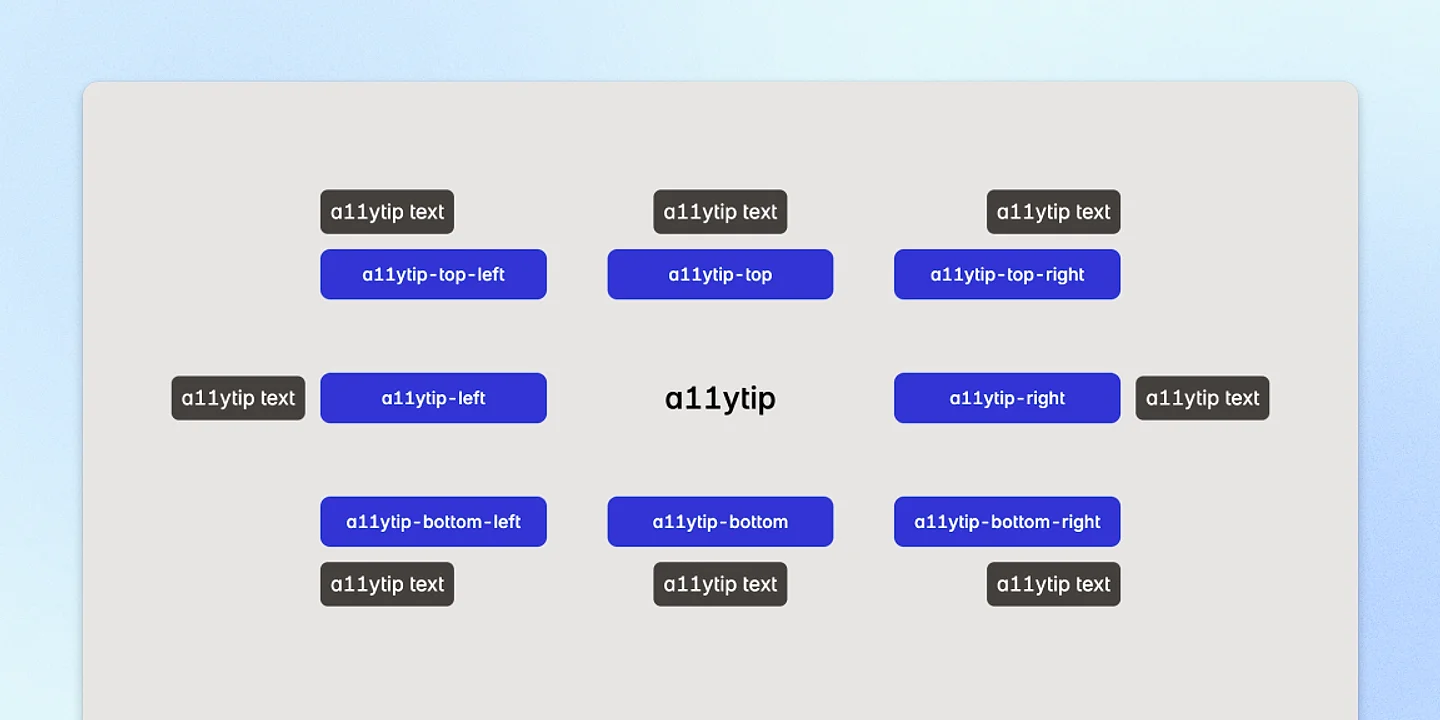 a11ytip text
a11ytip text
a11ytip text
a11ytip-top-left
a11ytip-top
a11ytip-top-right
a11ytip text
a11ytip-left
a11ytip
a11ytip-right
a11ytip text
a11ytip-bottom-left
a11ytip-bottom
a11ytip-bottom-right
a11ytip text
a11ytip text
a11ytip text